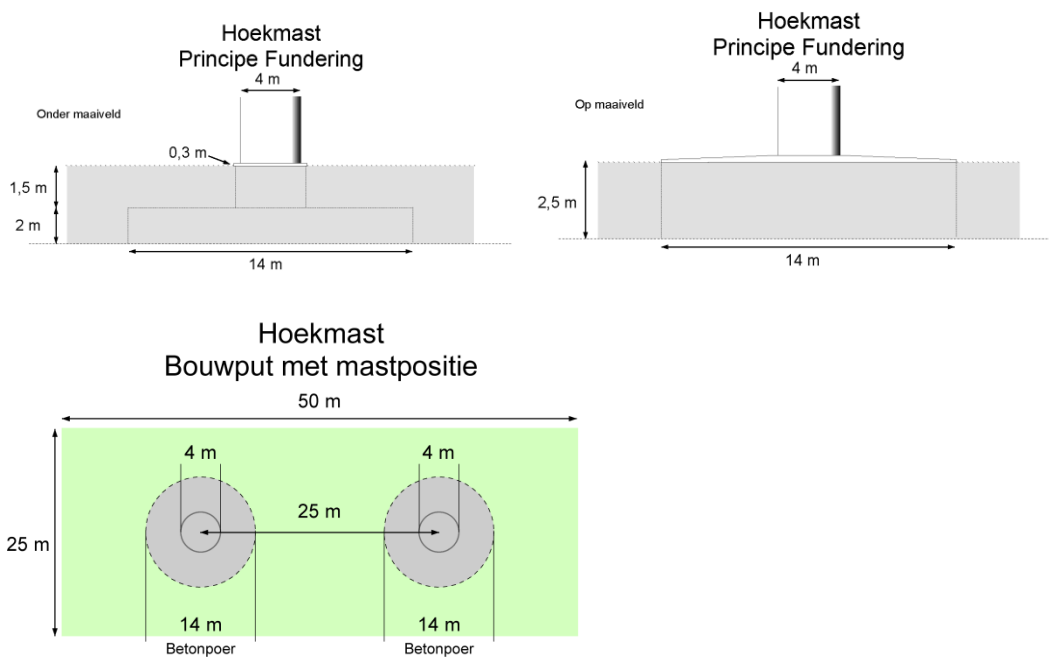 Hoekmast
Principe Fundering
4 m
Onder maaiveld
0,3 m
1,5 m
2 m
14 m
Hoekmast
Principe Fundering
4 m
Op maaiveld
2,5 m
14 m
Hoekmast
Bouwput met mastpositie
50 m
4 m
4 m
25 m
25 m
14 m
14 m
Betonpoer
Betonpoer